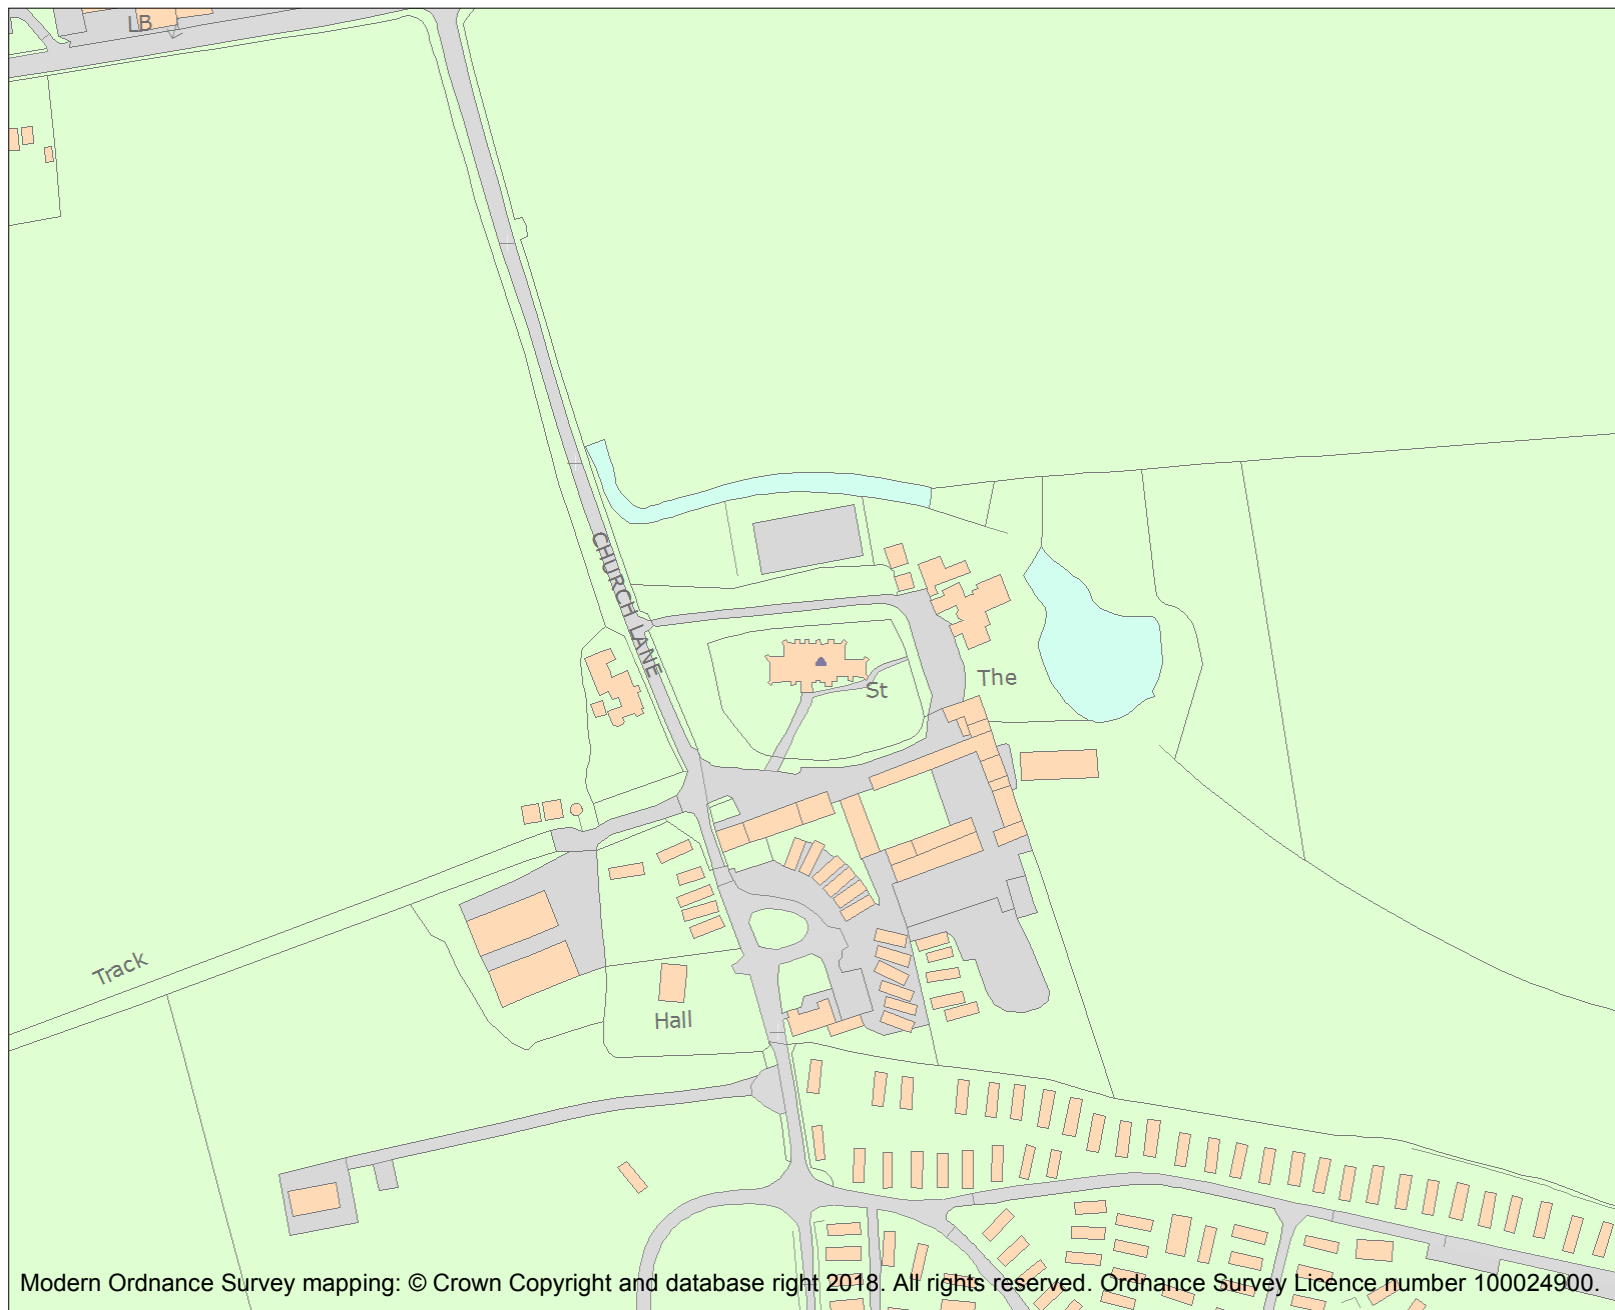 LB
CHURCH LANE
St
The
Track
Hall
Modern Ordnance Survey mapping: © Crown Copyright and database right 2018. All rights reserved. Ordnance Survey Licence number 100024900.